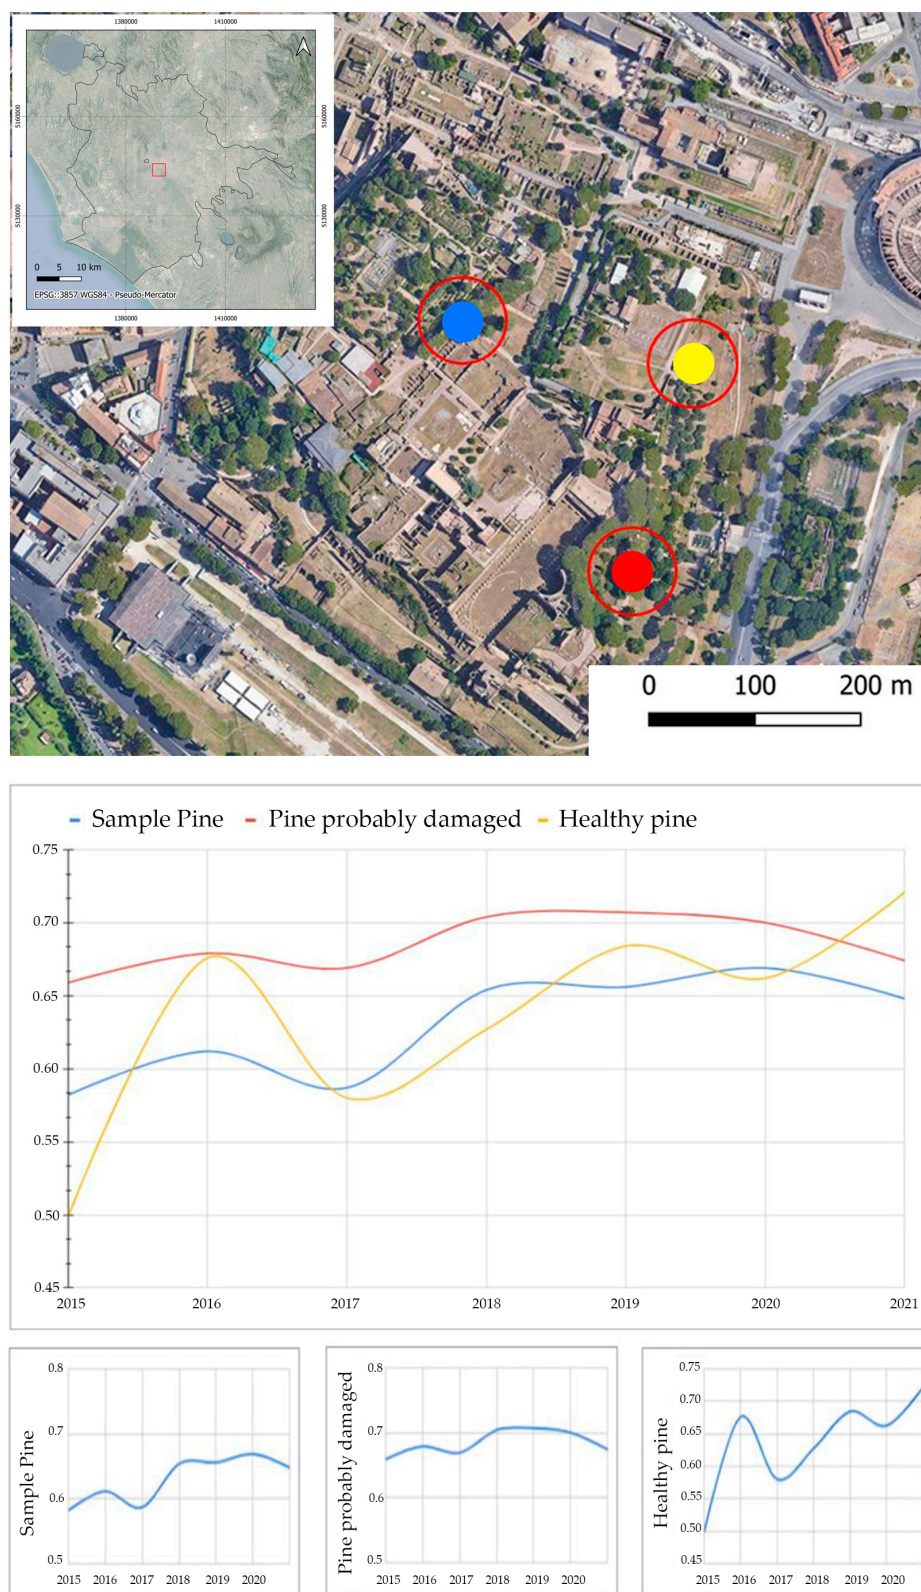 1380000 1410000
5160000 5160000
5130000 5130000
0 5 10 km
EPSG::3857 WGS84 - Pseudo-Mercator
1380000 1410000
0 100 200 m
Sample Pine Pine probably damaged Healthy pine
0.75
0.70
0.65
0.60
0.55
0.50
0.45
2015 2016 2017 2018 2019 2020 2021
Sample Pine
0.8
0.7
0.6
0.5
2015 2016 2017 2018 2019 2020
Pine probably damaged
0.8
0.7
0.6
0.5
2015 2016 2017 2018 2019 2020
Healthy pine
0.75
0.70
0.65
0.60
0.55
0.50
0.45
2015 2016 2017 2018 2019 2020